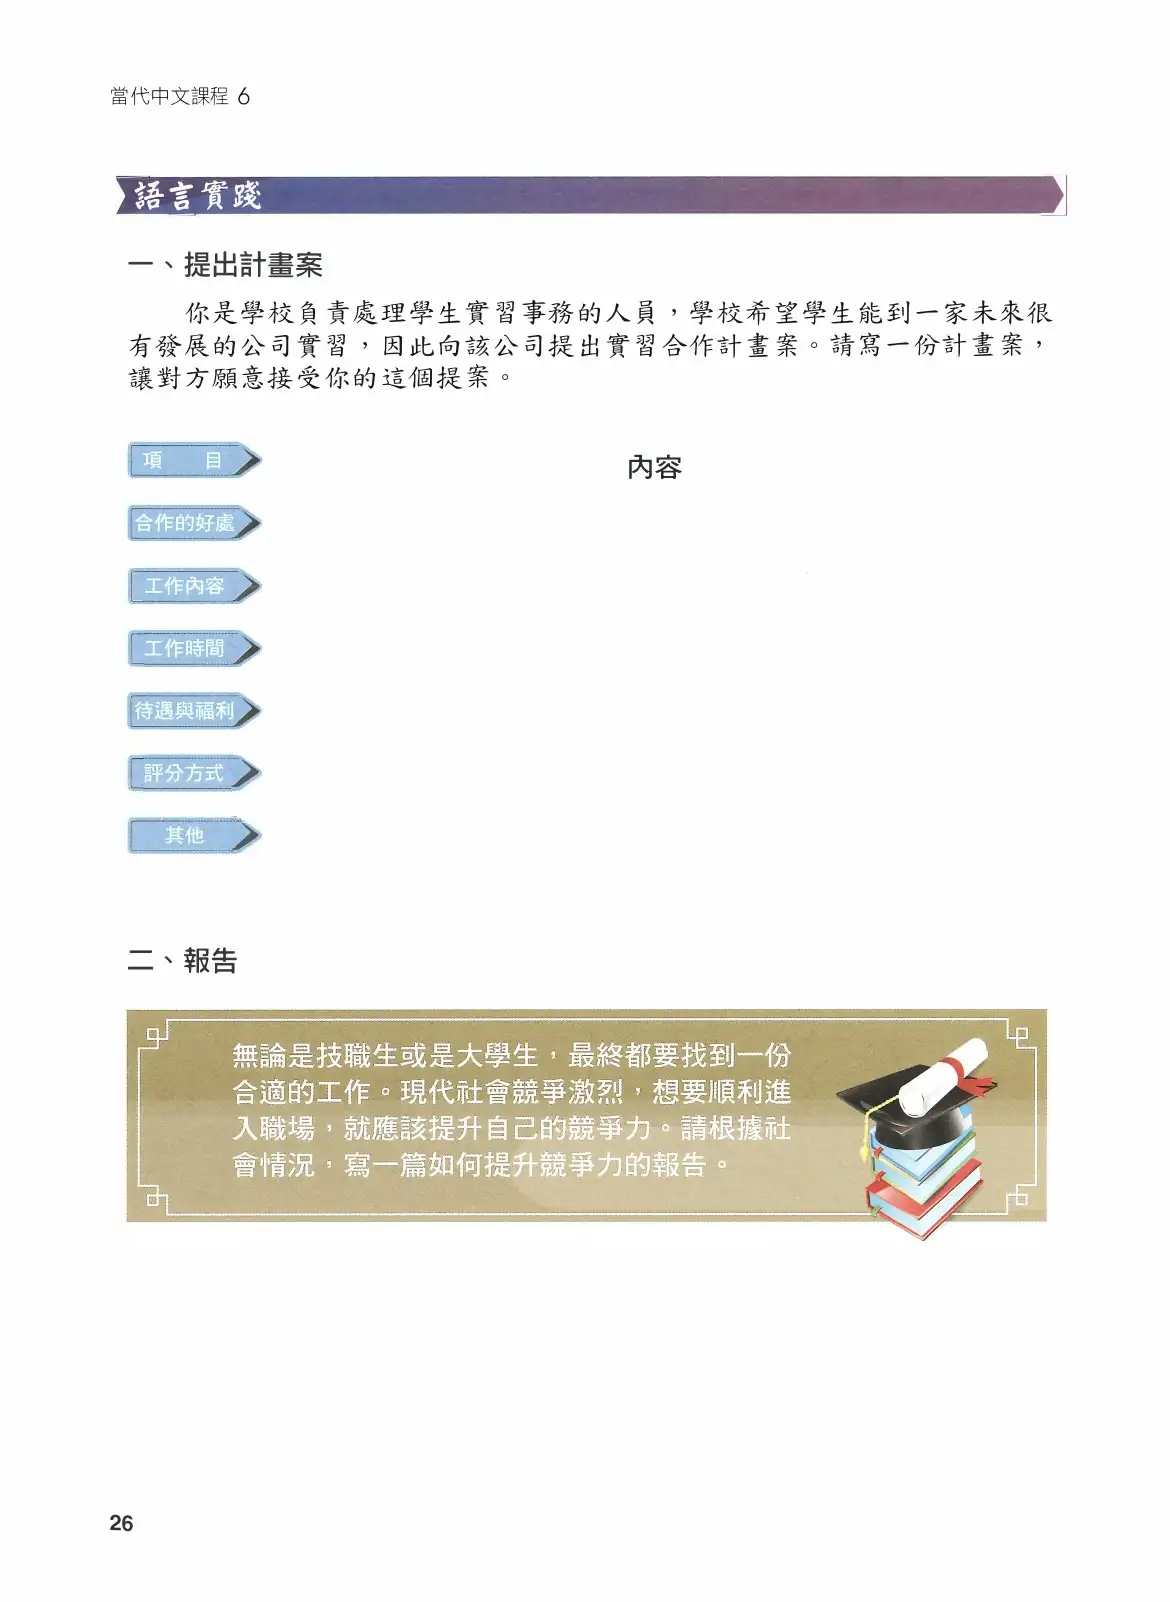 當代中文課程 6
語言實踐
一、提出計畫案
你是學校負責處理學生實習事務的人員，學校希望學生能到一家未來很
有發展的公司實習，因此向該公司提出實習合作計畫案。請寫一份計畫案，
讓對方願意接受你的這個提案。
項 目
內容
合作的好處
工作內容
工作時間
待遇與福利
評分方式
其他
二、報告
無論是技職生或是大學生，最終都要找到一份
合適的工作。現代社會競爭激烈，想要順利進
入職場，就應該提升自己的競爭力。請根據社
會情況，寫一篇如何提升競爭力的報告。
26